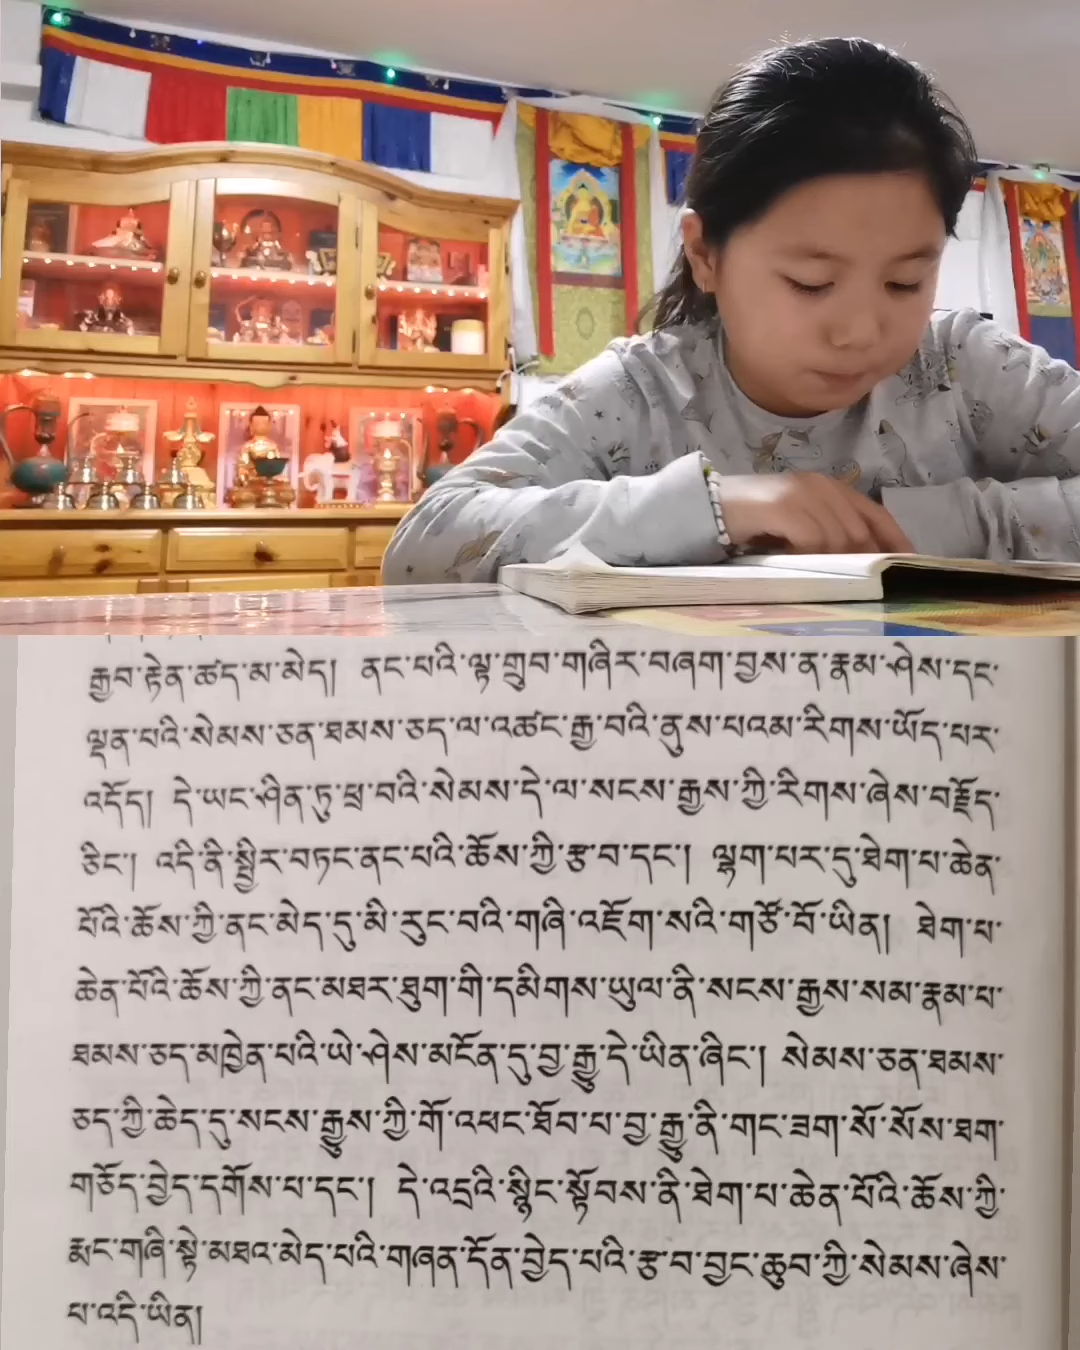 རྒྱབ་རྟེན་ཚད་མ་མེད། ནང་པའི་ལྟ་གྲུབ་གཞིར་བཞག་བྱས་ན་རྣམ་ཤེས་དང་
ལྡན་པའི་སེམས་ཅན་ཐམས་ཅད་ལ་འཚང་རྒྱ་བའི་ནུས་པའམ་རིགས་ཡོད་པར་
འདོད། དེ་ཡང་ཤིན་ཏུ་ཕྲ་བའི་སེམས་དེ་ལ་སངས་རྒྱས་ཀྱི་རིགས་ཞེས་བརྗོད་
ཅིང་། འདི་ནི་སྤྱིར་བཏང་ནང་པའི་ཆོས་ཀྱི་རྩ་བ་དང་། ལྷག་པར་དུ་ཐེག་པ་ཆེན་
པོའི་ཆོས་ཀྱི་ནང་མེད་དུ་མི་རུང་བའི་གཞི་འཛོག་སའི་གཙོ་བོ་ཡིན། ཐེག་པ་
ཆེན་པོའི་ཆོས་ཀྱི་ནང་མཐར་ཐུག་གི་དམིགས་ཡུལ་ནི་སངས་རྒྱས་སམ་རྣམ་པ་
ཐམས་ཅད་མཁྱེན་པའི་ཡེ་ཤེས་མངོན་དུ་བྱ་རྒྱུ་དེ་ཡིན་ཞིང་། སེམས་ཅན་ཐམས་
ཅད་ཀྱི་ཆེད་དུ་སངས་རྒྱས་ཀྱི་གོ་འཕང་ཐོབ་པ་བྱ་རྒྱུ་ནི་གང་ཟག་སོ་སོས་ཐག་
གཅོད་བྱེད་དགོས་པ་དང་། དེ་འདྲའི་སྙིང་སྟོབས་ནི་ཐེག་པ་ཆེན་པོའི་ཆོས་ཀྱི་
རྨང་གཞི་སྟེ་མཐའ་མེད་པའི་གཞན་དོན་བྱེད་པའི་རྩ་བ་བྱང་ཆུབ་ཀྱི་སེམས་ཞེས་
པ་འདི་ཡིན།